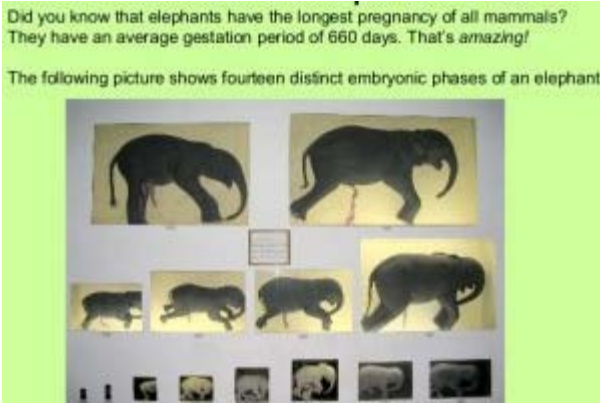 Did you know that elephants have the longest pregnancy of all mammals?
They have an average gestation period of 660 days. That's amazing!
The following picture shows fourteen distinct embryonic phases of an elephant